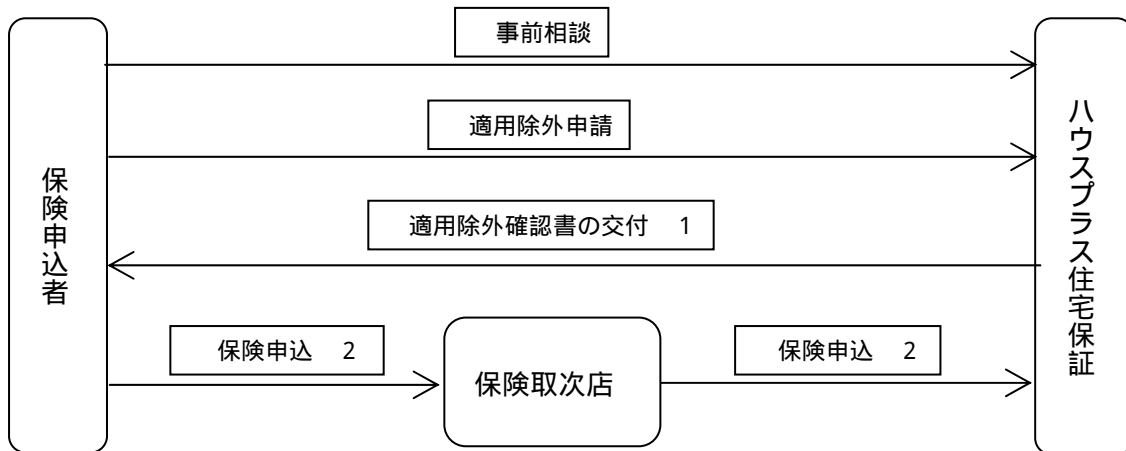 事前相談
適用除外申請
保険申込者
適用除外確認書の交付 1
ハウスプラス住宅保証
保険申込 2
保険取次店
保険申込 2